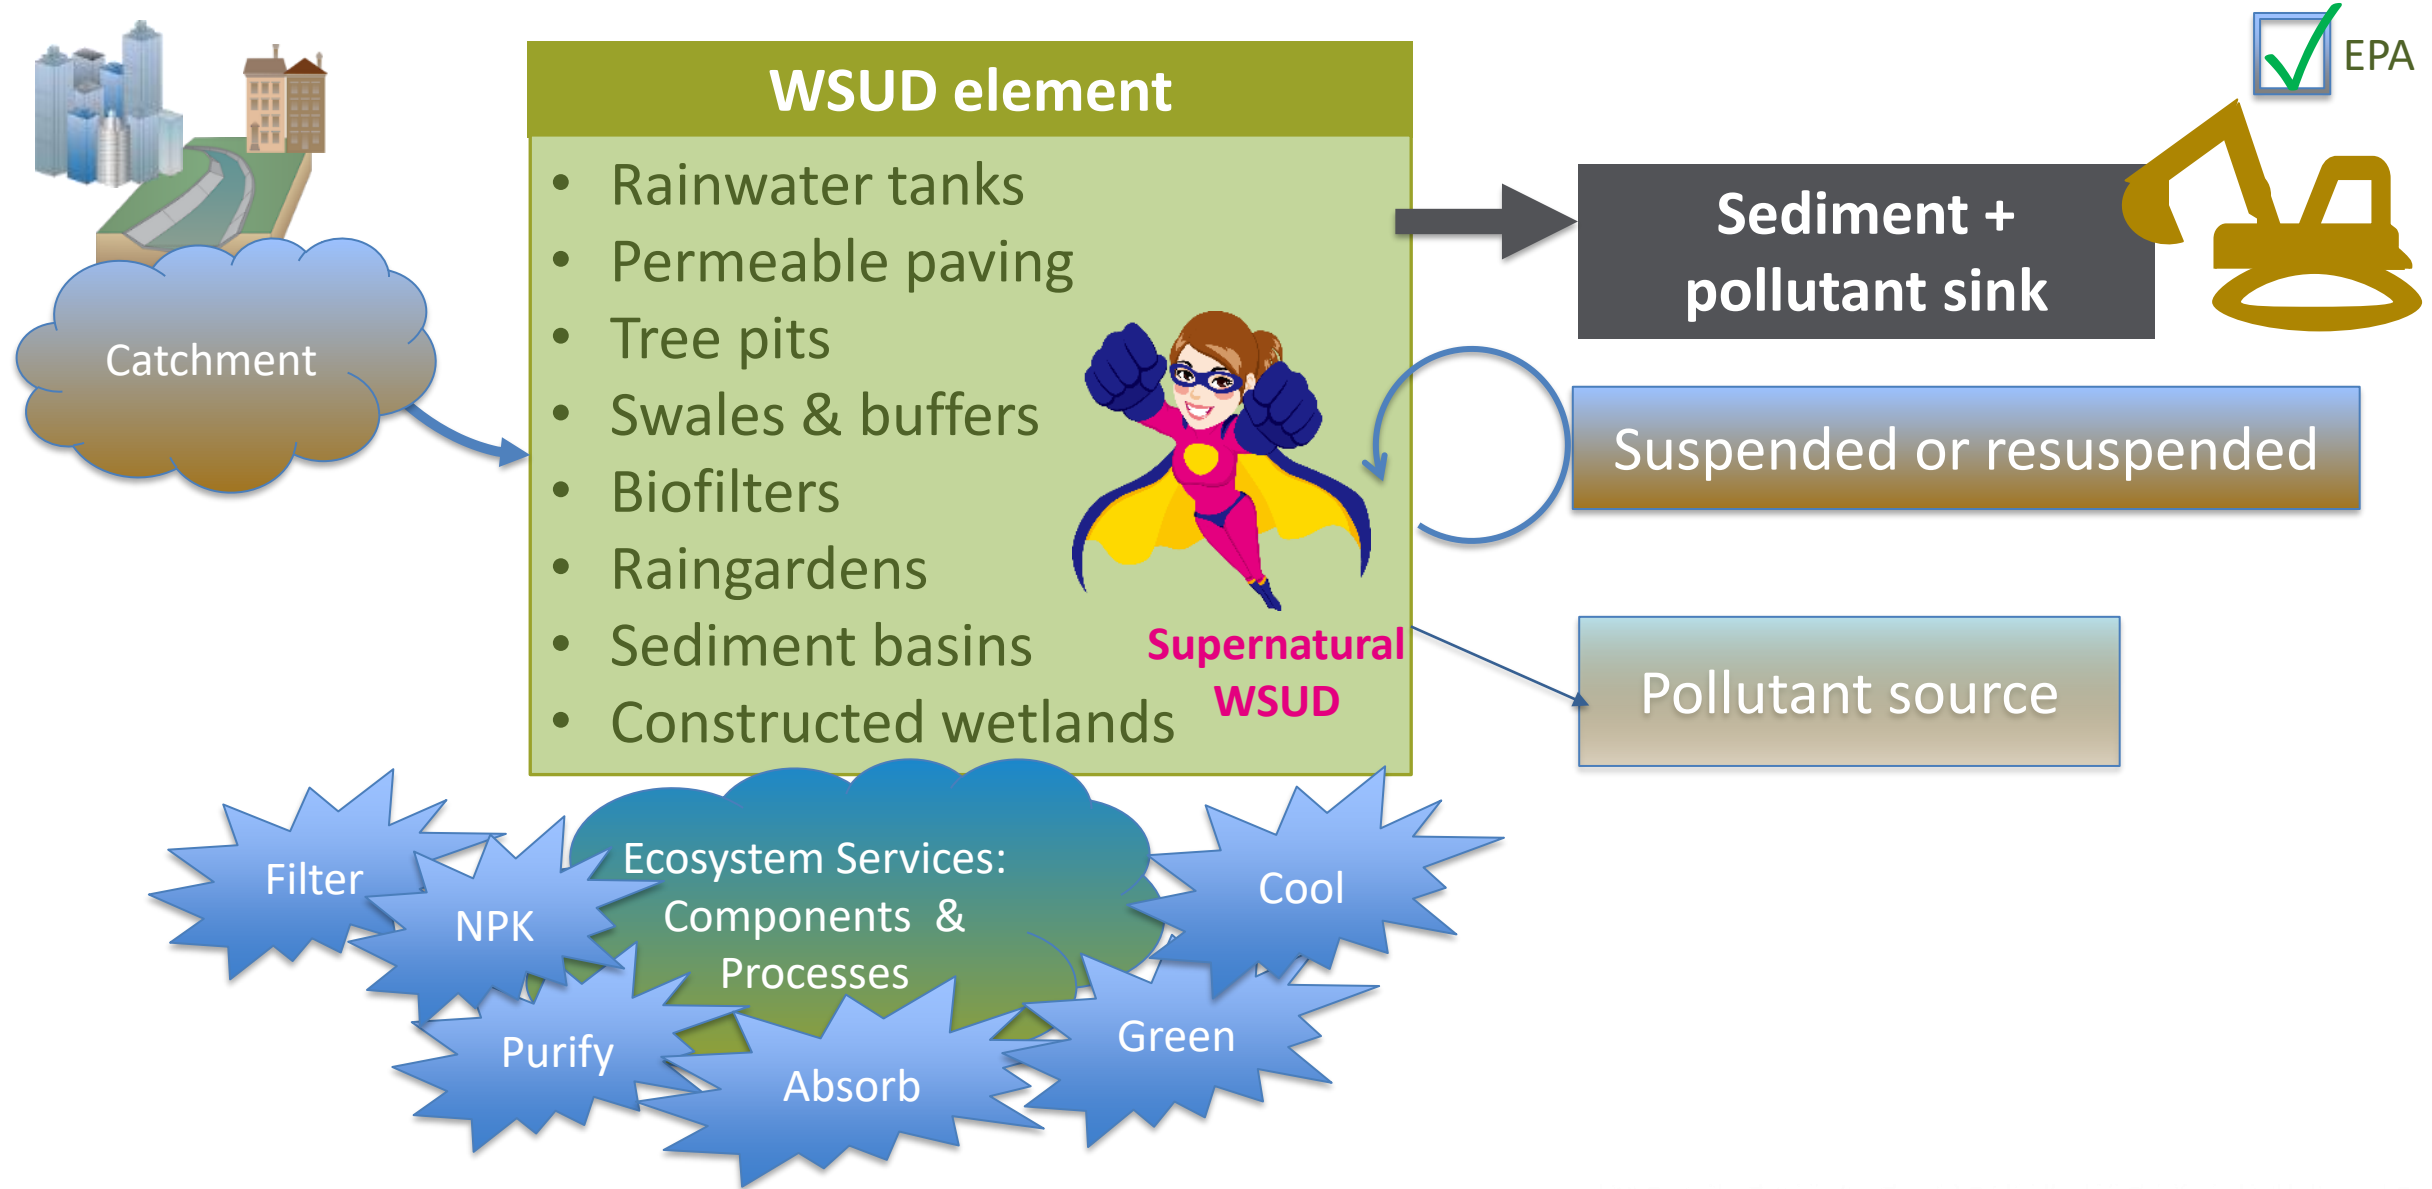 WSUD element
• Rainwater tanks
• Permeable paving
• Tree pits
• Swales & buffers
• Biofilters
• Raingardens
• Sediment basins
• Constructed wetlands
Supernatural
WSUD
Catchment
EPA
Sediment +
pollutant sink
Suspended or resuspended
Pollutant source
Ecosystem Services:
Components &
Processes
Filter
NPK
Purify
Absorb
Green
Cool